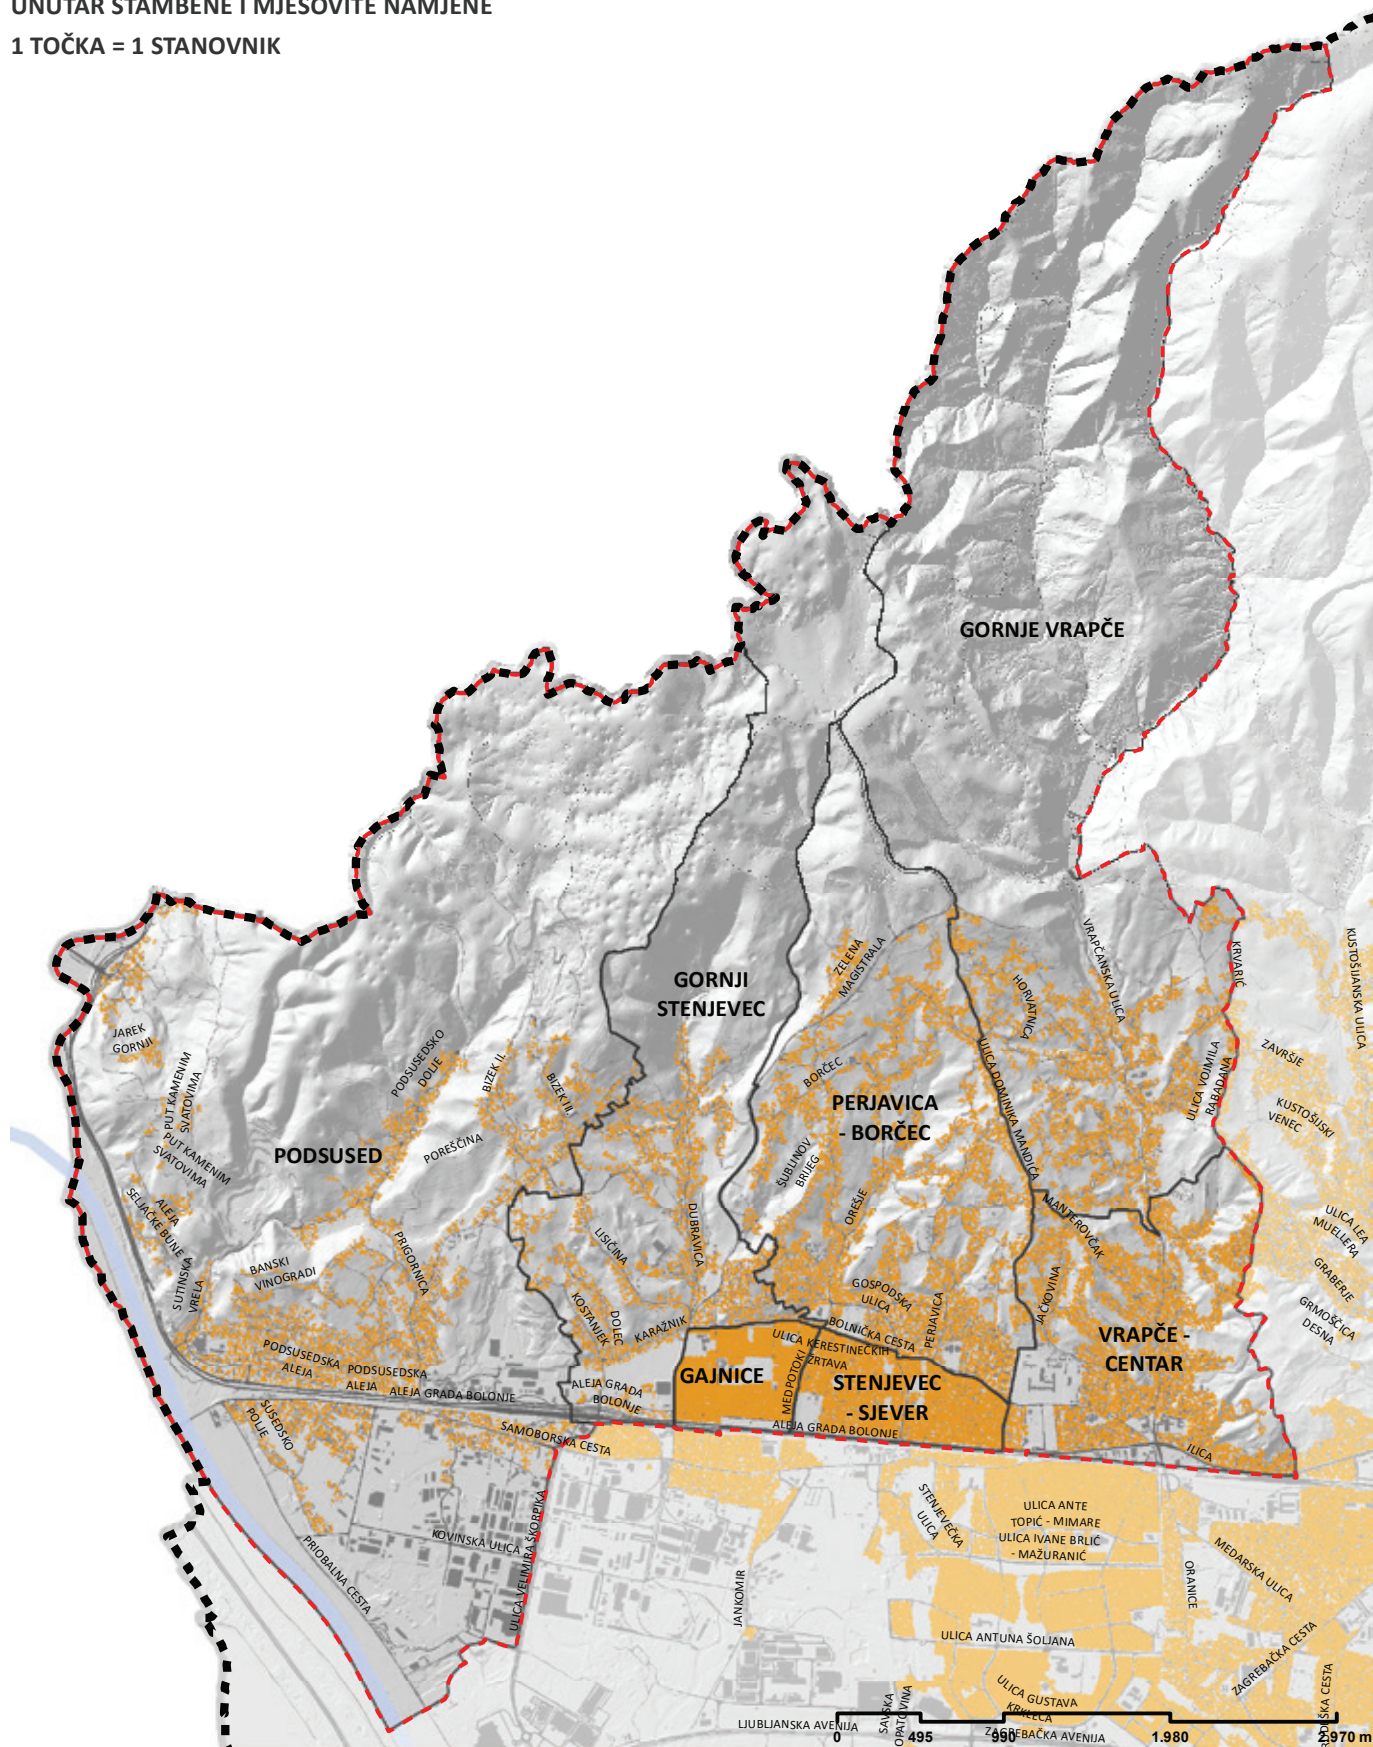 UNUTAR STAMBENE I MJEŠOVITE NAMJENE
1 TOČKA = 1 STANOVNIK
GORNJE VRAPČE
GORNJI
STENJEVEC
ZELENA
MAGISTRALA
HORVATNICA
VRAPČANSKA ULICA
KRVARIĆ
KUSTOŠIJANSKA ULICA
JAREK
GORNJI
PUT KAMENIM
SVATOVIMA
PUT KAMENIM
SVATOVIMA
PODSUSEDSKO
DOLJE
BIZEK II.
BIZEK III.
BORČEC
PERJAVICA
- BORČEC
ULICA DOMINIKA MANDIĆA
ULICA VOJMILA
RABADANA
ZAVRŠJE
KUSTOŠIJSKI
VENEC
PODSUSED
POREŠČINA
ŠUBLINOV
BRIJEG
OREŠJE
ALEJA
SELJAČKE BUNE
SUTINSKA
VRELA
BANSKI
VINOGRADI
PRIGORNICA
LISIČINA
DUBRAVICA
MANTEROVČAK
ULICA LEA
MUELLERA
GRABERJE
GRMOŠČICA
DESNA
KOSTANJEK
DOLEC
KARAŽNIK
GOSPODSKA
ULICA
PERJAVICA
JAČKOVINA
BOLNIČKA CESTA
ULICA KERESTINEČKIH
ŽRTAVA
VRAPČE -
CENTAR
PODSUSEDSKA
ALEJA
PODSUSEDSKA
ALEJA
ALEJA GRADA BOLONJE
ALEJA GRADA
BOLONJE
GAJNICE
MEDPOTOKI
STENJEVEC
- SJEVER
ALEJA GRADA BOLONJE
SUSEDSKO
POLJE
SAMOBORSKA CESTA
ILICA
KOVINSKA ULICA
ULICA VELIMIRA ŠKORPIKA
PRIOBALNA CESTA
STENJEVEČKA
ULICA
ULICA ANTE
TOPIĆ - MIMARE
ULICA IVANE BRLIĆ
- MAŽURANIĆ
ORANICE
MEDARSKA ULICA
JANKOMIR
ULICA ANTUNA ŠOLJANA
ZAGREBAČKA CESTA
ULICA GUSTAVA
KRKLECA
SAVSKA
OPATOVINA
LJUBLJANSKA AVENIJA
ZAGREBAČKA AVENIJA
0 495 990 1.980 2.970 m